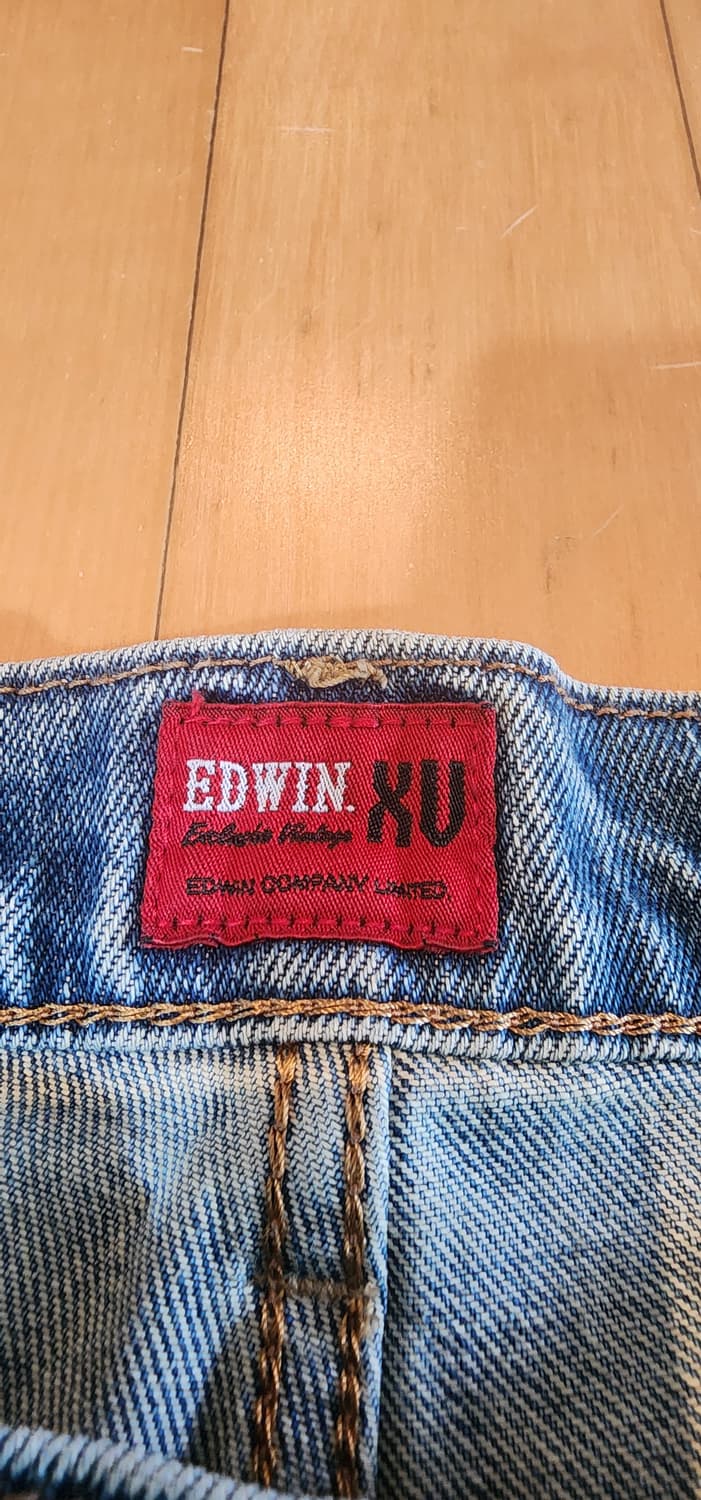 EDWIN. XV
Exclusive Vintage
EDWIN COMPANY LIMITED.